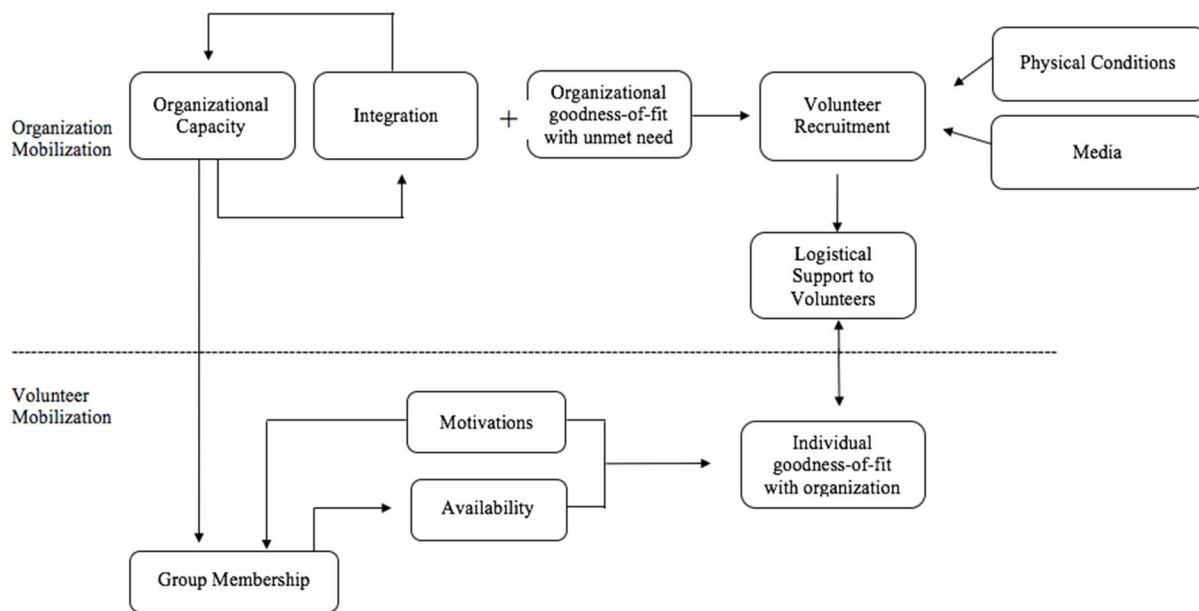 Organization
Mobilization
Organizational
Capacity
Integration
+
Organizational
goodness-of-fit
with unmet need
Volunteer
Recruitment
Physical Conditions
Media
Logistical
Support to
Volunteers
Volunteer
Mobilization
Motivations
Availability
Group Membership
Individual
goodness-of-fit
with organization